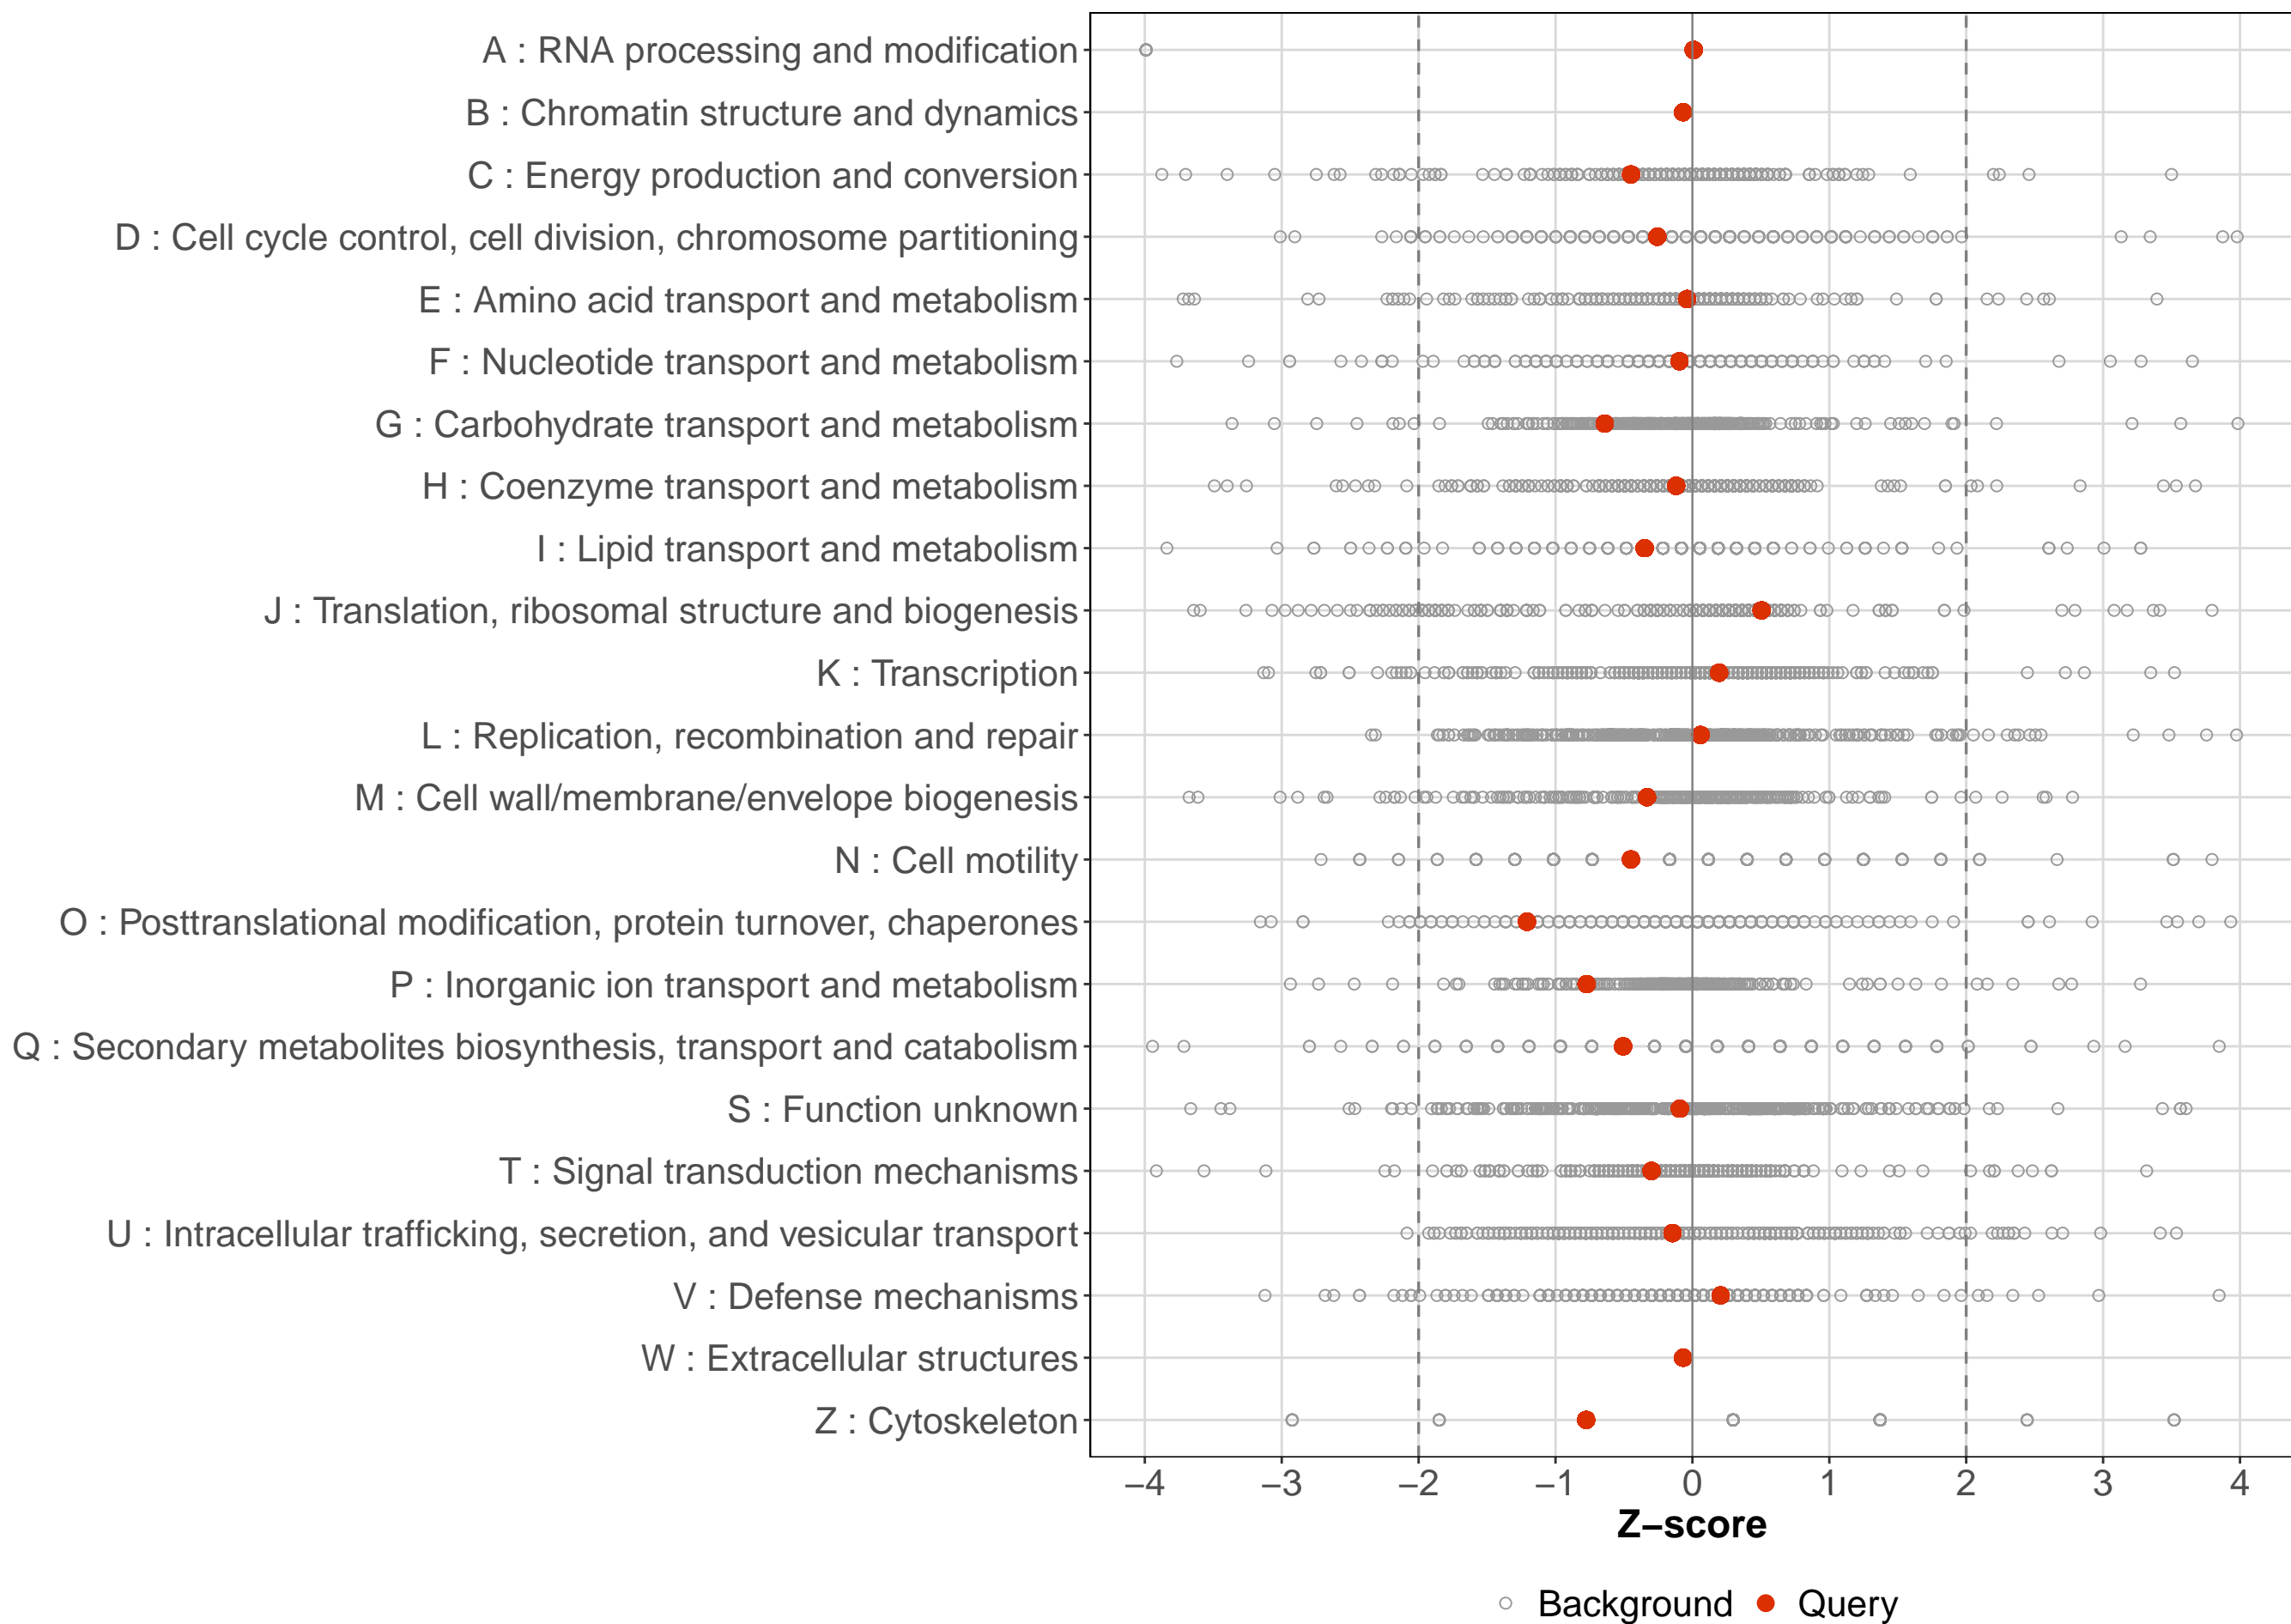 A : RNA processing and modification
B : Chromatin structure and dynamics
C : Energy production and conversion
D : Cell cycle control, cell division, chromosome partitioning
E : Amino acid transport and metabolism
F : Nucleotide transport and metabolism
G : Carbohydrate transport and metabolism
H : Coenzyme transport and metabolism
I : Lipid transport and metabolism
J : Translation, ribosomal structure and biogenesis
K : Transcription
L : Replication, recombination and repair
M : Cell wall/membrane/envelope biogenesis
N : Cell motility
O : Posttranslational modification, protein turnover, chaperones
P : Inorganic ion transport and metabolism
Q : Secondary metabolites biosynthesis, transport and catabolism
S : Function unknown
T : Signal transduction mechanisms
U : Intracellular trafficking, secretion, and vesicular transport
V : Defense mechanisms
W : Extracellular structures
Z : Cytoskeleton
−4 −3 −2 −1 0 1 2 3 4
Z−score
Background Query